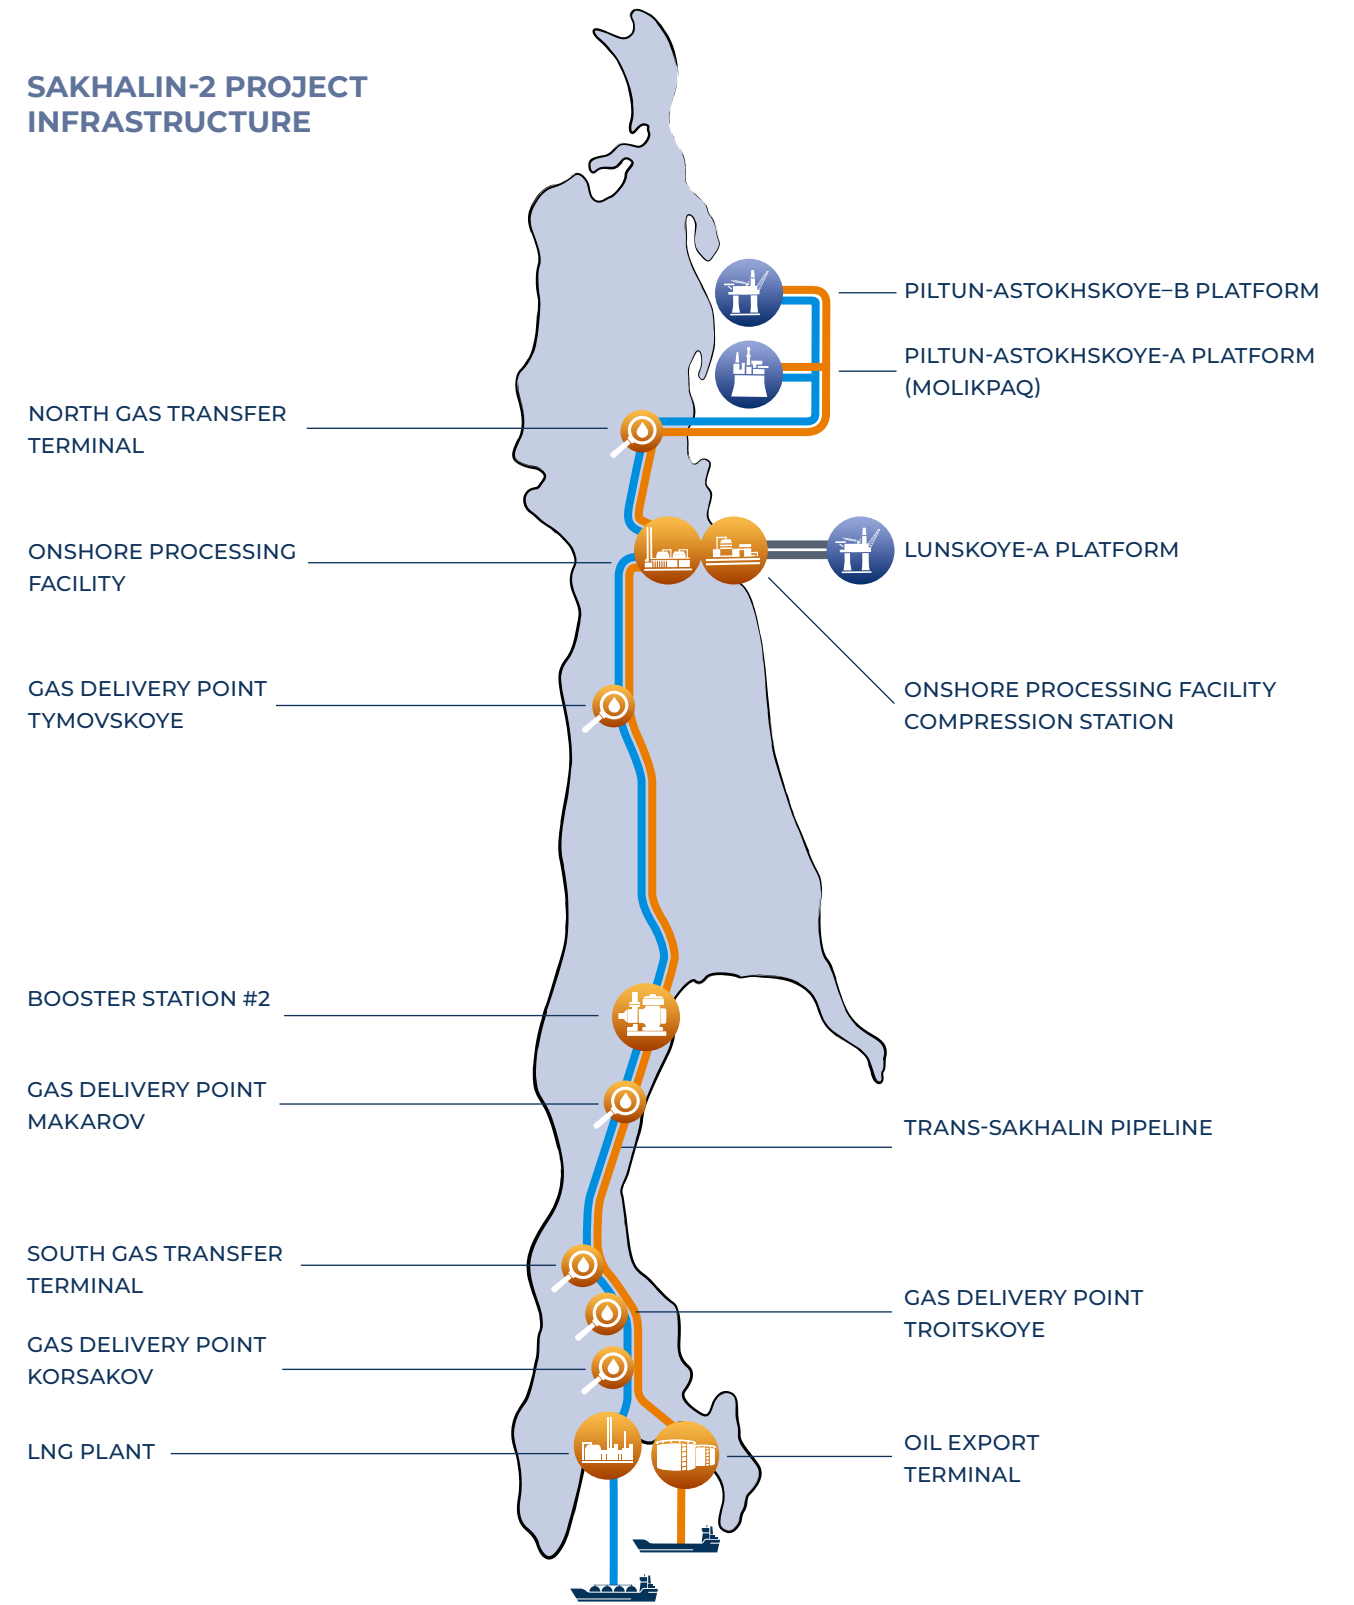 SAKHALIN-2 PROJECT
INFRASTRUCTURE
PILTUN-ASTOKHSKOYE–B PLATFORM
PILTUN-ASTOKHSKOYE-A PLATFORM
(MOLIKPAQ)
NORTH GAS TRANSFER
TERMINAL
ONSHORE PROCESSING
FACILITY
LUNSKOYE-A PLATFORM
GAS DELIVERY POINT
TYMOVSKOYE
ONSHORE PROCESSING FACILITY
COMPRESSION STATION
BOOSTER STATION #2
GAS DELIVERY POINT
MAKAROV
TRANS-SAKHALIN PIPELINE
SOUTH GAS TRANSFER
TERMINAL
GAS DELIVERY POINT
TROITSKOYE
GAS DELIVERY POINT
KORSAKOV
LNG PLANT
OIL EXPORT
TERMINAL